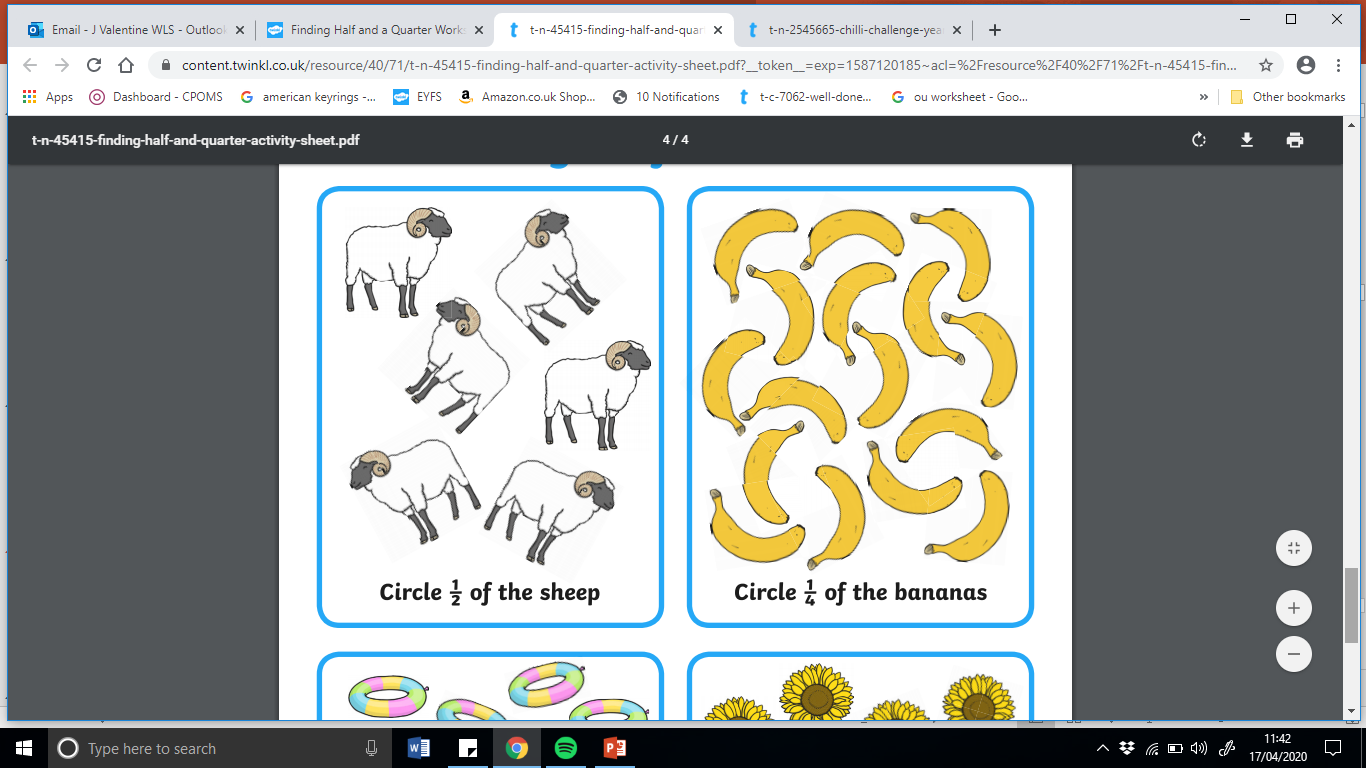 Email - J Valentine WLS - Outlook
Finding Half and a Quarter Works
t-n-45415-finding-half-and-quar
t-n-2545665-chilli-challenge-yea
content.twinkl.co.uk/resource/40/71/t-n-45415-finding-half-and-quarter-activity-sheet.pdf?__token__=exp=1587120185~acl=%2Fresource%2F40%2F71%2Ft-n-45415-fin...
Apps
Dashboard - CPOMS
american keyrings -...
EYFS
Amazon.co.uk Shop...
10 Notifications
t-c-7062-well-done...
ou worksheet - Goo...
»
Other bookmarks
t-n-45415-finding-half-and-quarter-activity-sheet.pdf
4 / 4
Circle 1/2 of the sheep
Circle 1/4 of the bananas
Type here to search
11:42
17/04/2020